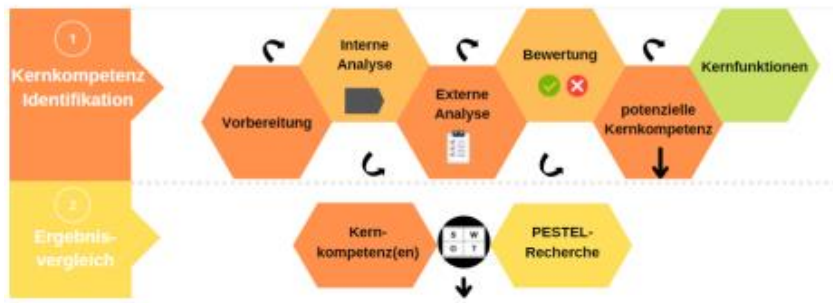 1
Kernkompetenz
Identifikation
Vorbereitung
Interne
Analyse
Externe
Analyse
Bewertung
potenzielle
Kernkompetenz
Kernfunktionen
2
Ergebnis-
vergleich
Kern-
kompetenz(en)
S W
O T
PESTEL-
Recherche